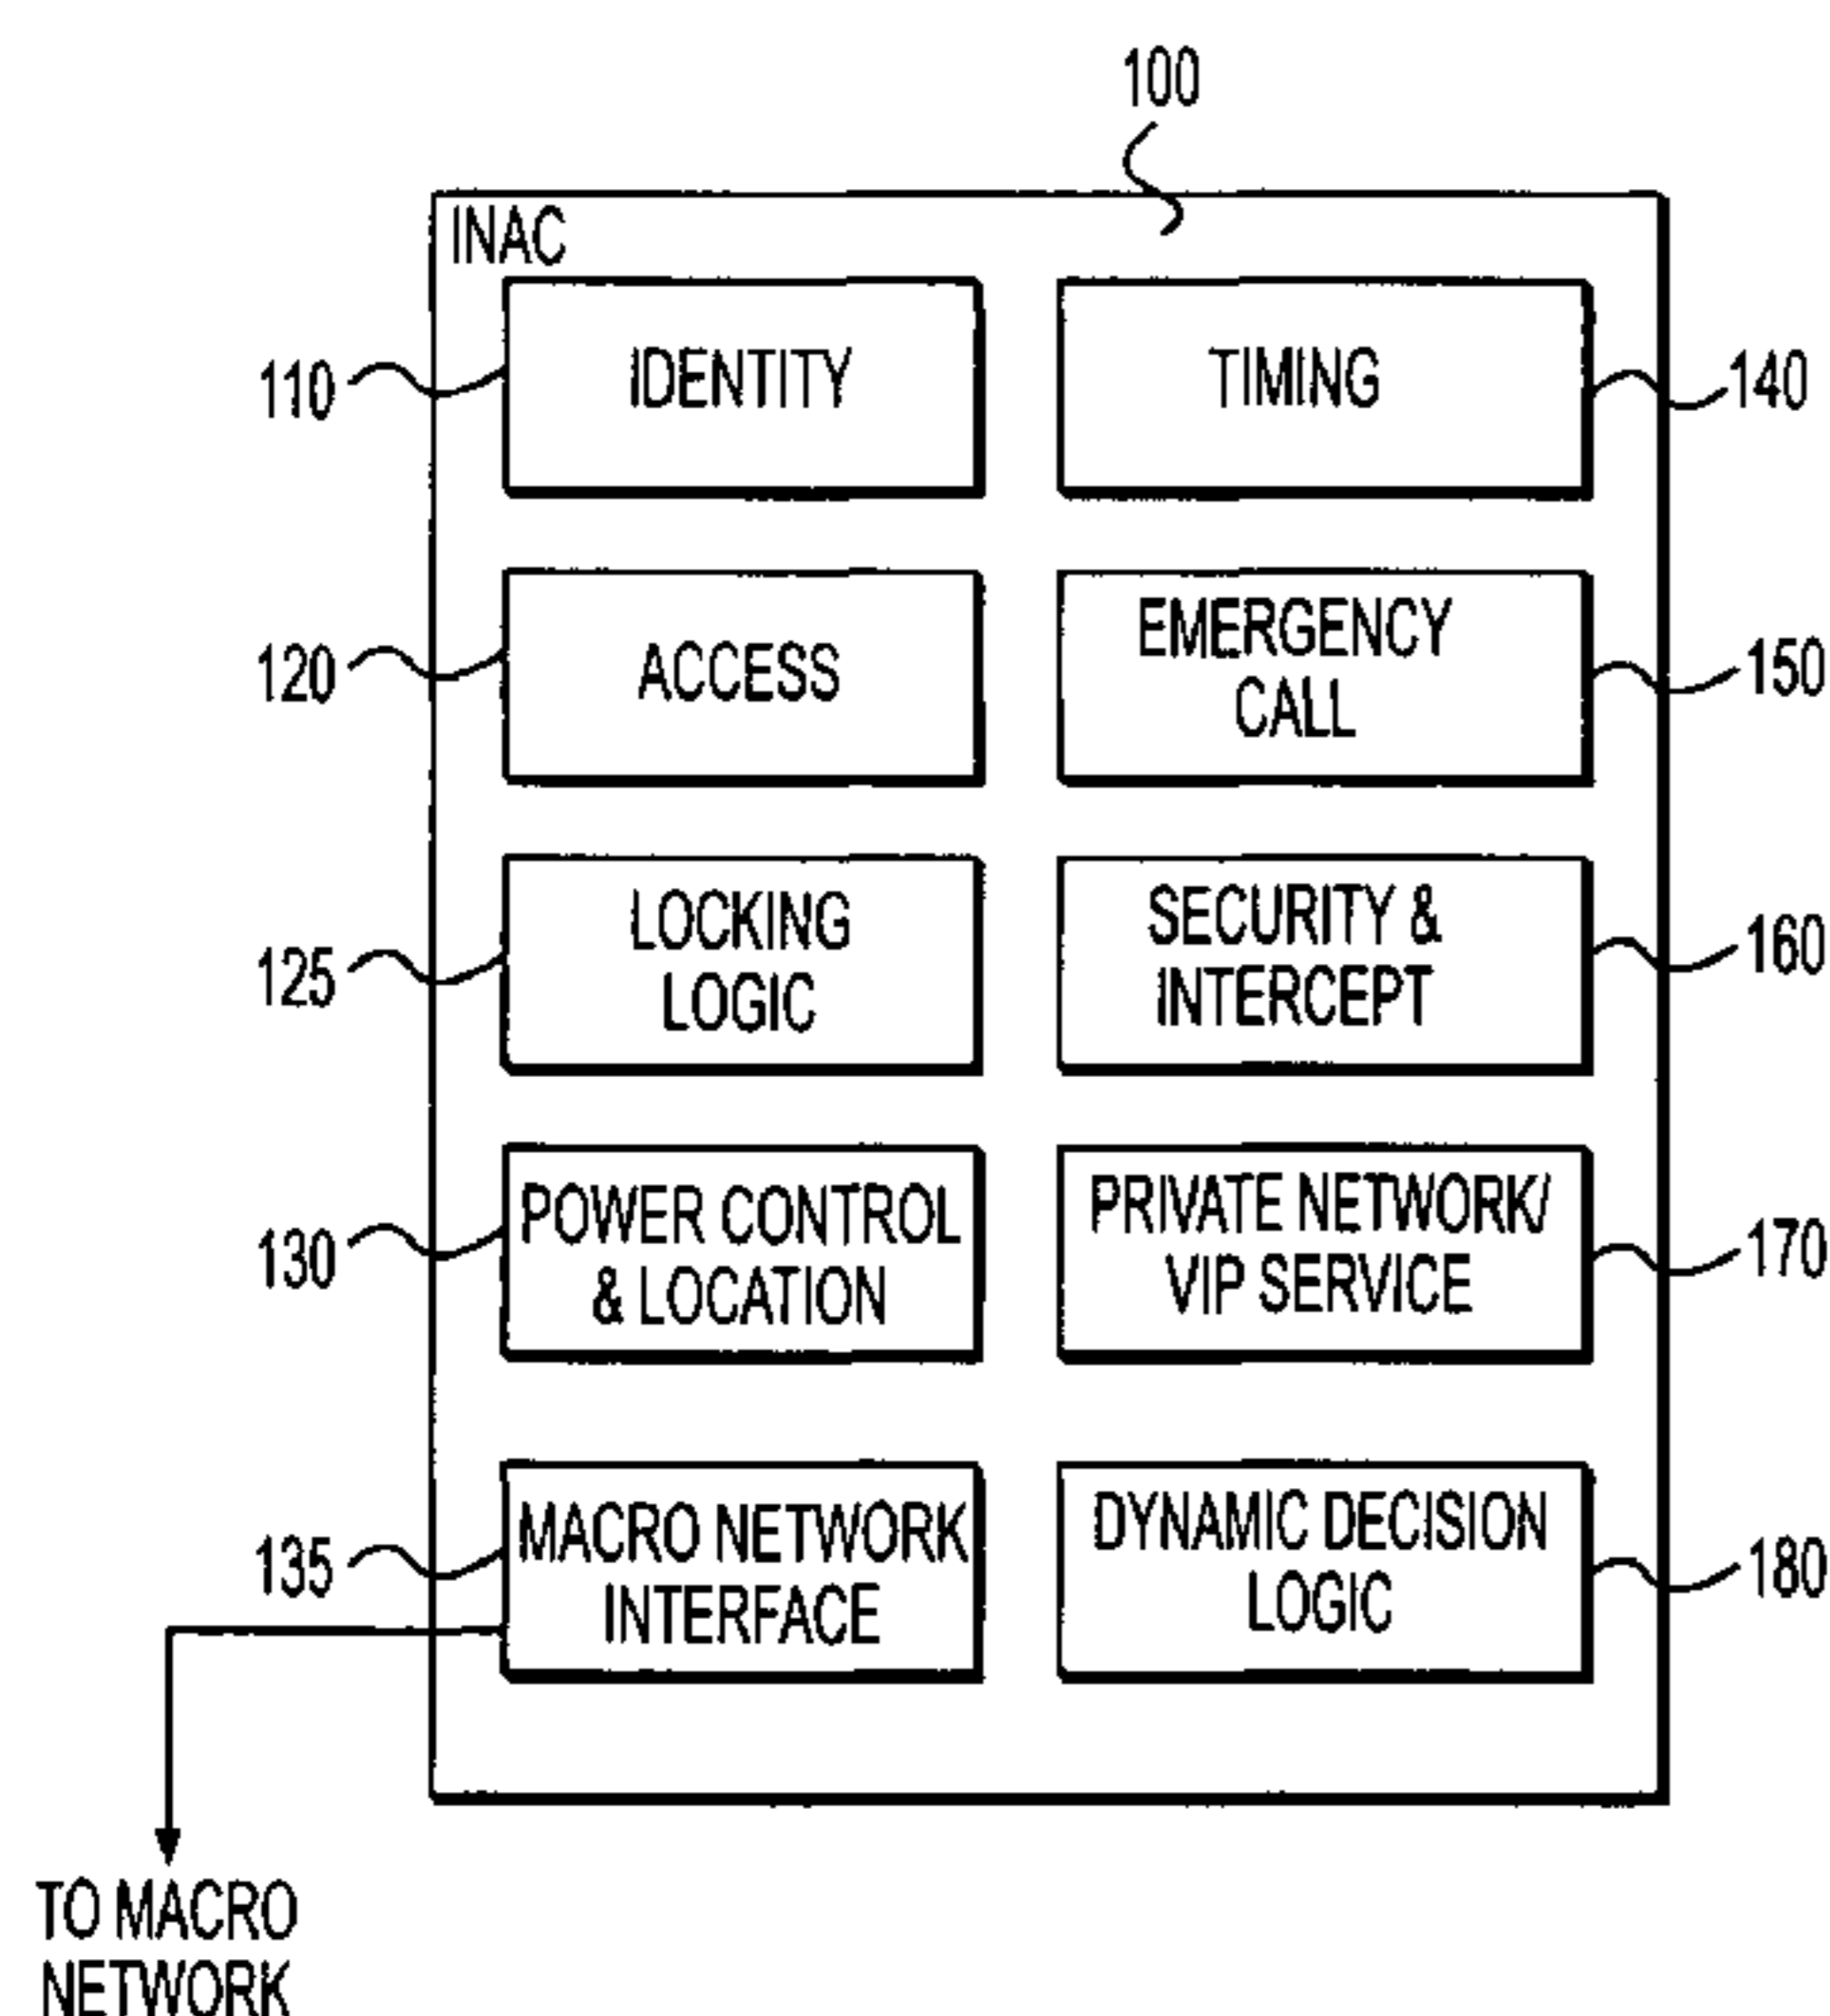 100
INAC
110
IDENTITY
TIMING
140
120
ACCESS
EMERGENCY
CALL
150
125
LOCKING
LOGIC
SECURITY &
INTERCEPT
160
130
POWER CONTROL
& LOCATION
PRIVATE NETWORK/
VIP SERVICE
170
135
MACRO NETWORK
INTERFACE
DYNAMIC DECISION
LOGIC
180
TO MACRO
NETWORK